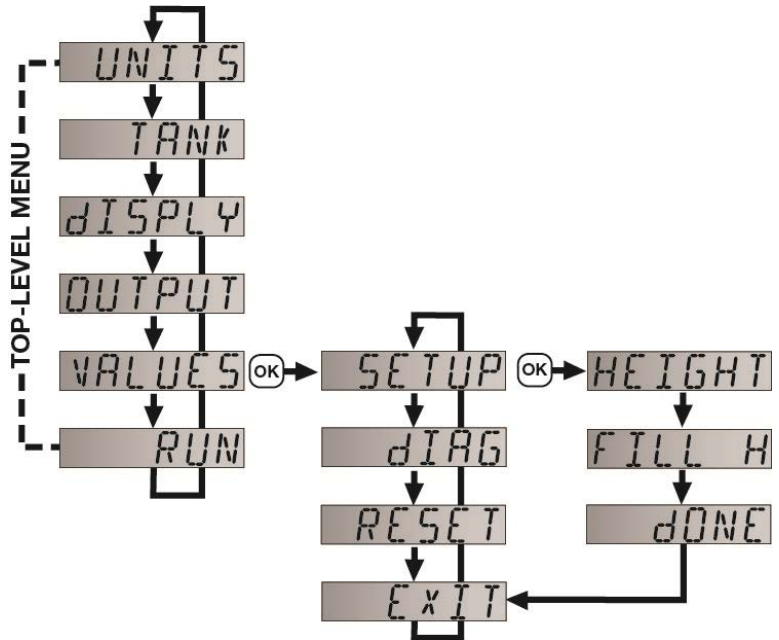 TOP-LEVEL MENU
UNITS
TANK
dISPLY
OUTPUT
VALUES
RUN
OK
SETUP
dIAG
RESET
ExIT
OK
HEIGHT
FILL H
dONE